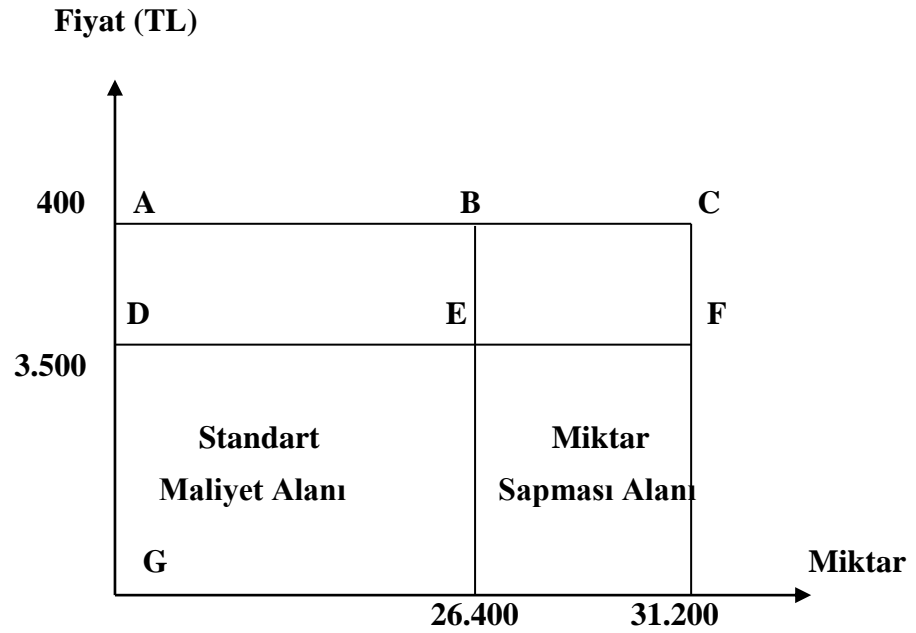 Fiyat (TL)
400 A B C
D E F
3.500
Standart Miktar
Maliyet Alanı Sapması Alanı
G Miktar
26.400 31.200